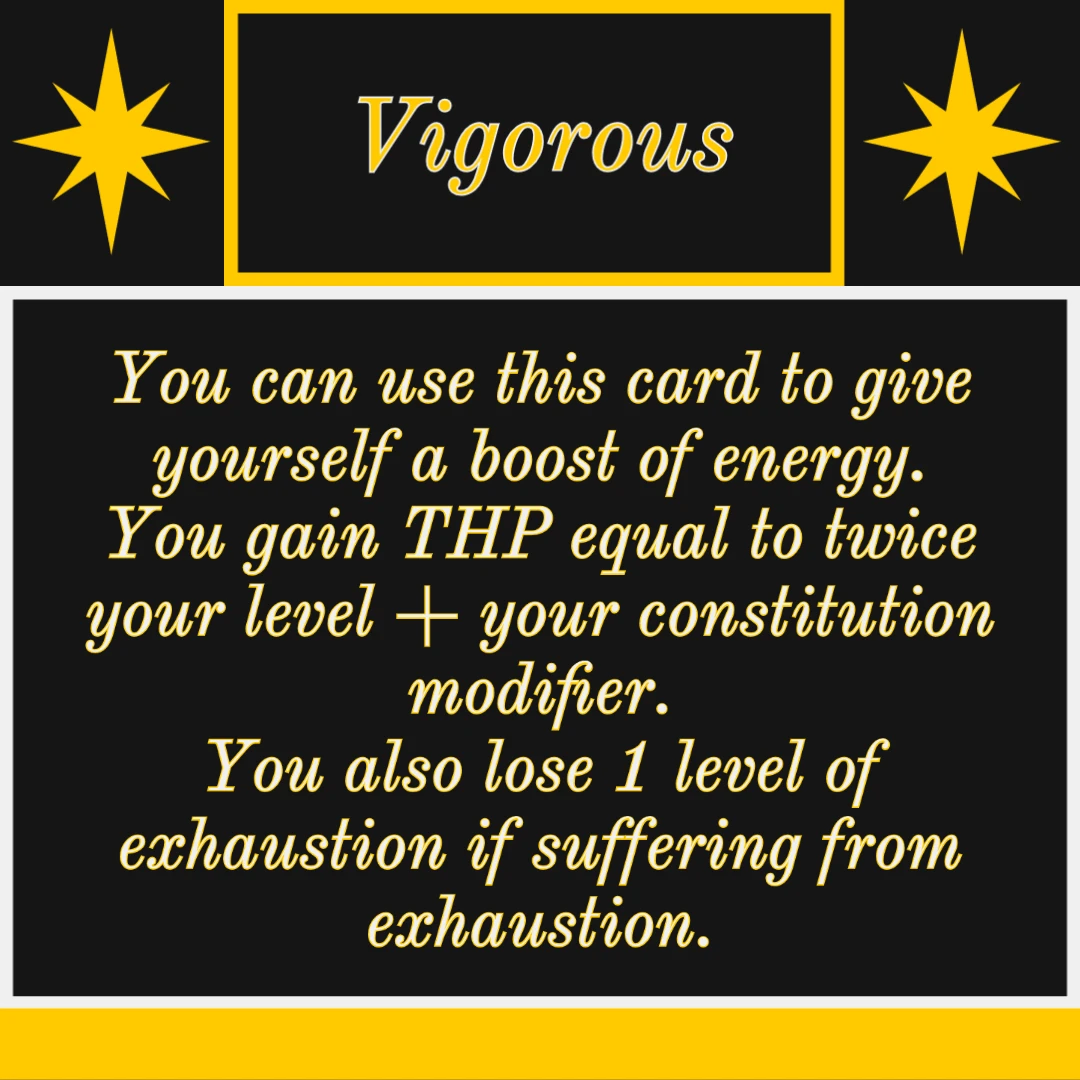 Vigorous
You can use this card to give
yourself a boost of energy.
You gain THP equal to twice
your level + your constitution
modifier.
You also lose 1 level of
exhaustion if suffering from
exhaustion.